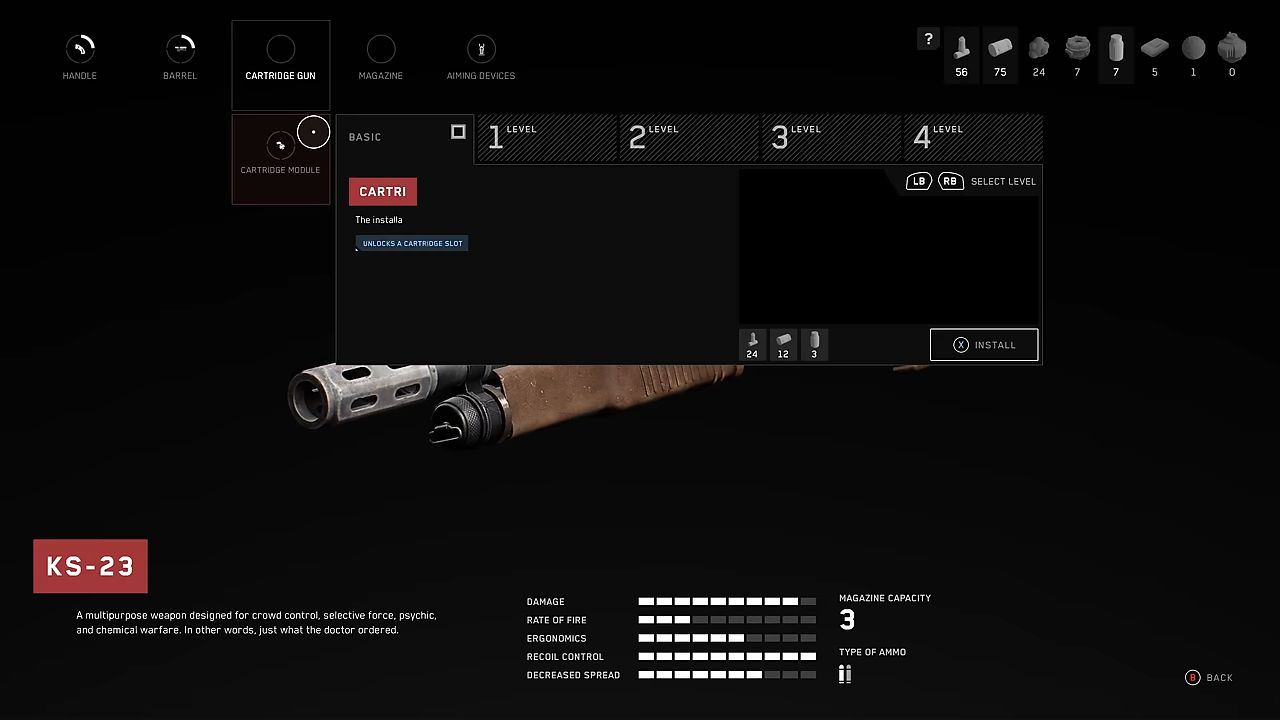 HANDLE
BARREL
CARTRIDGE GUN
MAGAZINE
AIMING DEVICES
?
56
75
24
7
7
5
1
0
CARTRIDGE MODULE
BASIC
1 LEVEL
2 LEVEL
3 LEVEL
4 LEVEL
LB RB SELECT LEVEL
CARTRI
The installa
UNLOCKS A CARTRIDGE SLOT
24
12
3
X INSTALL
KS-23
A multipurpose weapon designed for crowd control, selective force, psychic,
and chemical warfare. In other words, just what the doctor ordered.
DAMAGE
RATE OF FIRE
ERGONOMICS
RECOIL CONTROL
DECREASED SPREAD
MAGAZINE CAPACITY
3
TYPE OF AMMO
B BACK